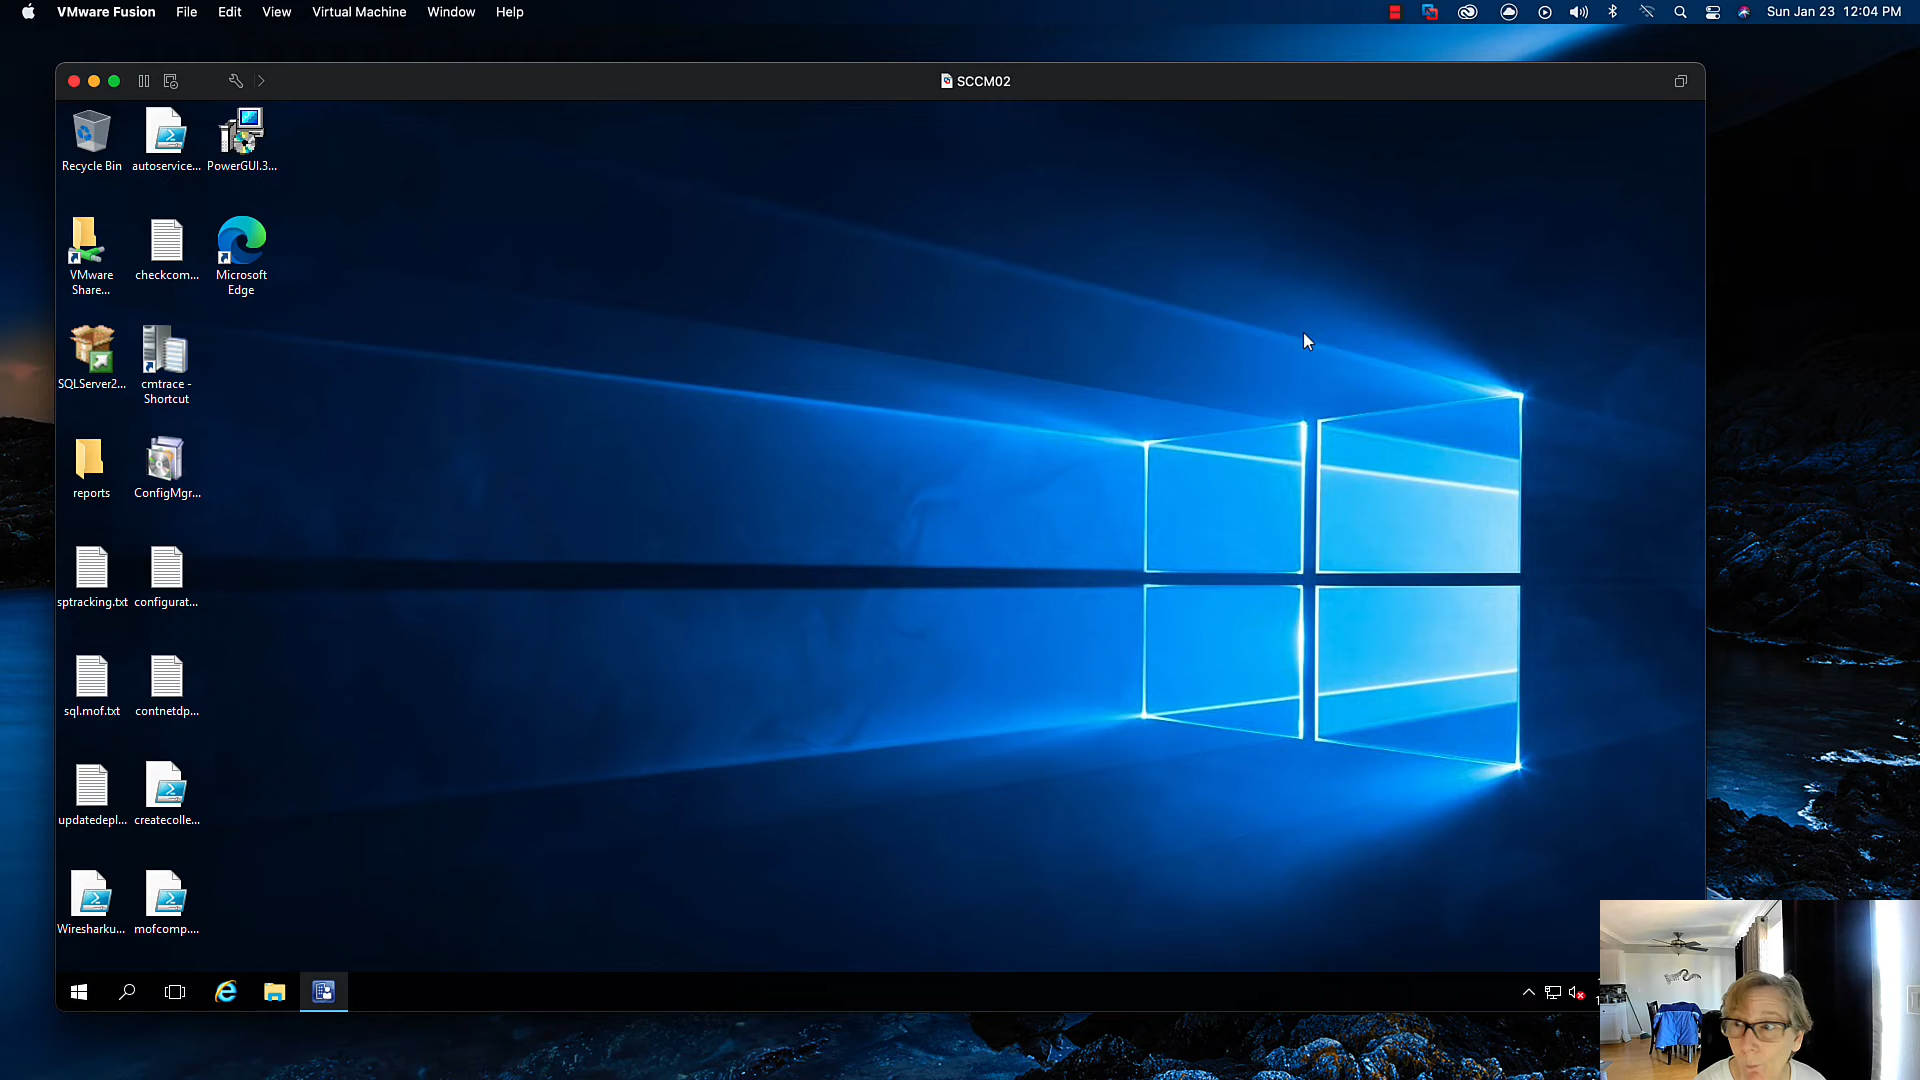 VMware Fusion File Edit View Virtual Machine Window Help
Sun Jan 23 12:04 PM
SCCM02
Recycle Bin
autoservice...
PowerGUI.3...
VMware
Share...
checkcom...
Microsoft
Edge
SQLServer2...
cmtrace -
Shortcut
reports
ConfigMgr...
sptracking.txt
configurat...
sql.mof.txt
contnetdp...
updatedepl...
createcolle...
Wiresharku...
mofcomp....